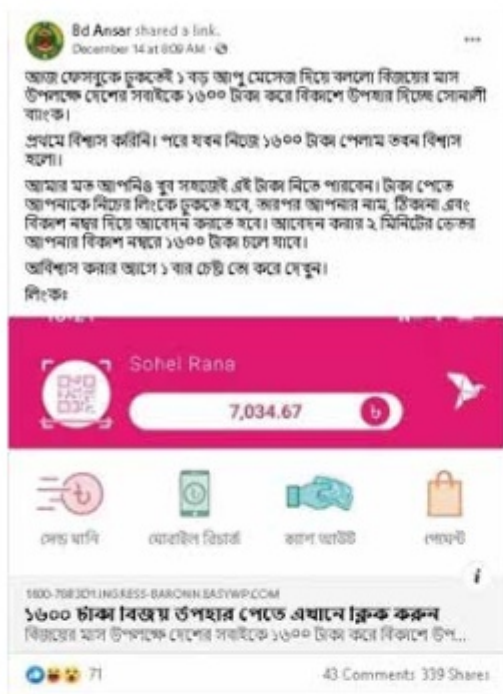 Bd Ansar shared a link.
December 14 at 8:09 AM
আজ ফেসবুকে ঢুকতেই ১ বড় আপু মেসেজ দিয়ে বললো বিজয়ের মাস
উপলক্ষে দেশের সবাইকে ১৬০০ টাকা করে বিকাশে উপহার দিচ্ছে সোনালী
ব্যাংক।
প্রথমে বিশ্বাস করিনি। পরে যখন নিজে ১৬০০ টাকা পেলাম তখন বিশ্বাস
হলো।
আমার মত আপনিও খুব সহজেই এই টাকা নিতে পারবেন। টাকা পেতে
আপনাকে নিচের লিংকে ঢুকতে হবে, তারপর আপনার নাম, ঠিকানা এবং
বিকাশ নম্বর দিয়ে আবেদন করতে হবে। আবেদন করার ২ মিনিটের ভেতর
আপনার বিকাশ নম্বরে ১৬০০ টাকা চলে যাবে।
অবিশ্বাস করার আগে ১ বার চেষ্টা তো করে দেখুন।
লিংকঃ
Sohel Rana
7,034.67
সেন্ড মানি
মোবাইল রিচার্জ
ক্যাশ আউট
পেমেন্ট
১৬০০ টাকা বিজয় উপহার পেতে এখানে ক্লিক করুন
বিজয়ের মাস উপলক্ষে দেশের সবাইকে ১৬০০ টাকা করে বিকাশে উপ...
71
43 Comments 339 Shares